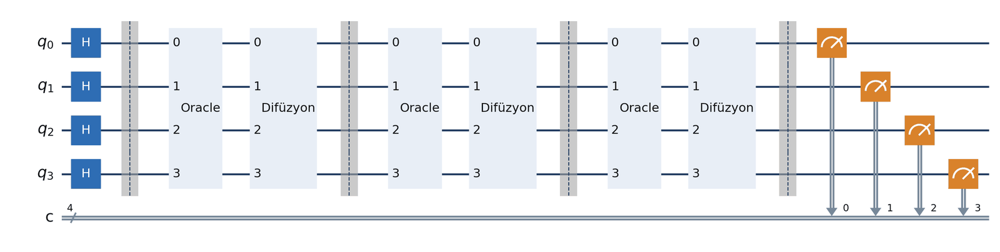 q0 H 0 0 0 0 0 0
q1 H 1 1 1 1 1 1
Oracle Difüzyon Oracle Difüzyon Oracle Difüzyon
q2 H 2 2 2 2 2 2
q3 H 3 3 3 3 3 3
4 0 1 2 3
c